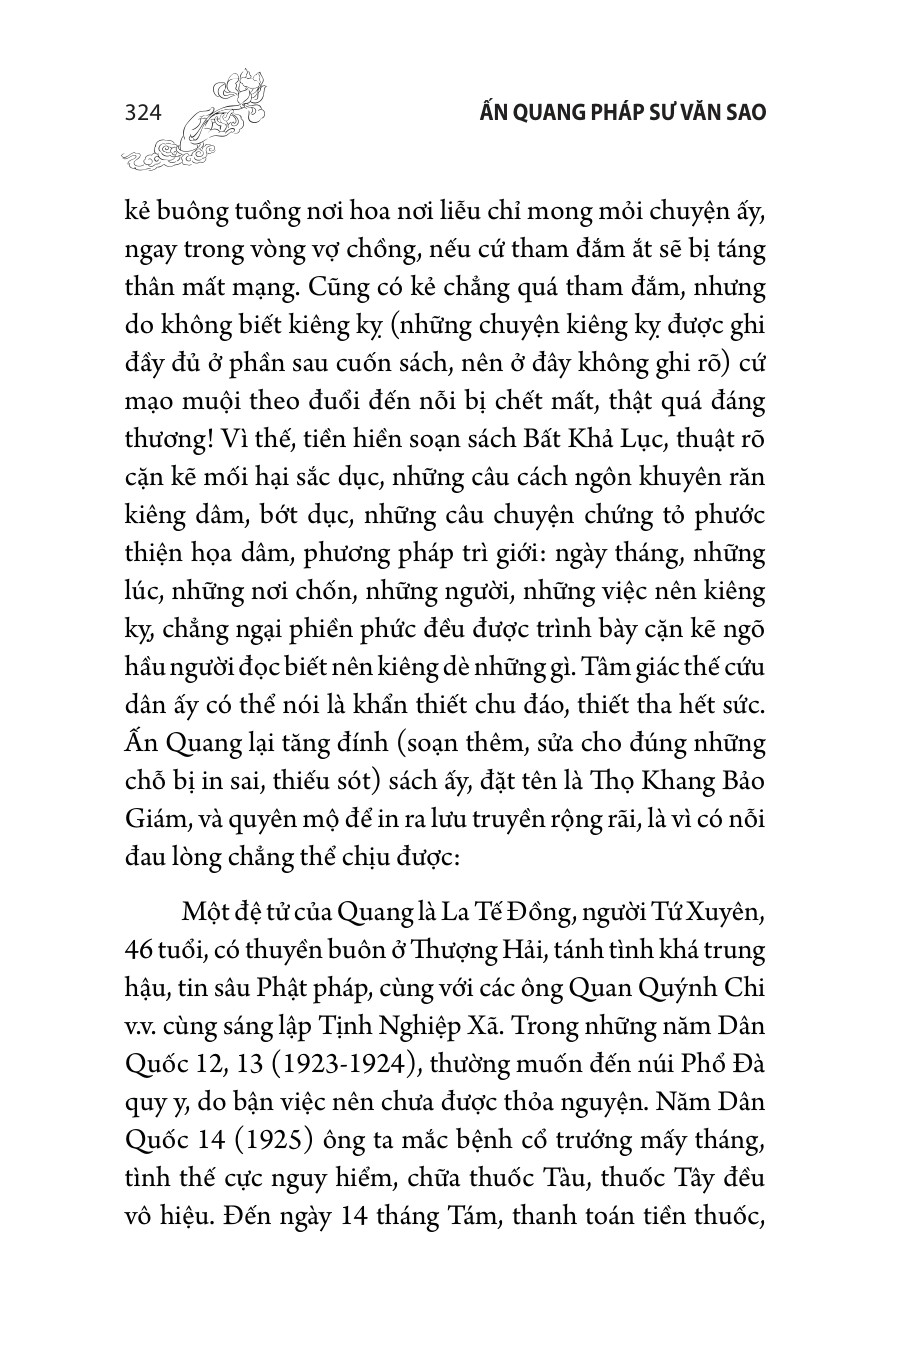 324
ẤN QUANG PHÁP SƯ VĂN SAO
kẻ buông tuồng nơi hoa nơi liễu chỉ mong mỏi chuyện ấy,
ngay trong vòng vợ chồng, nếu cứ tham đắm ắt sẽ bị táng
thân mất mạng. Cũng có kẻ chẳng quá tham đắm, nhưng
do không biết kiêng kỵ (những chuyện kiêng kỵ được ghi
đầy đủ ở phần sau cuốn sách, nên ở đây không ghi rõ) cứ
mạo muội theo đuổi đến nỗi bị chết mất, thật quá đáng
thương! Vì thế, tiền hiền soạn sách Bất Khả Lục, thuật rõ
cặn kẽ mối hại sắc dục, những câu cách ngôn khuyên răn
kiêng dâm, bớt dục, những câu chuyện chứng tỏ phước
thiện họa dâm, phương pháp trì giới: ngày tháng, những
lúc, những nơi chốn, những người, những việc nên kiêng
kỵ, chẳng ngại phiền phức đều được trình bày cặn kẽ ngõ
hầu người đọc biết nên kiêng dè những gì. Tâm giác thế cứu
dân ấy có thể nói là khẩn thiết chu đáo, thiết tha hết sức.
Ấn Quang lại tăng đính (soạn thêm, sửa cho đúng những
chỗ bị in sai, thiếu sót) sách ấy, đặt tên là Thọ Khang Bảo
Giám, và quyên mộ để in ra lưu truyền rộng rãi, là vì có nỗi
đau lòng chẳng thể chịu được:
Một đệ tử của Quang là La Tế Đồng, người Tứ Xuyên,
46 tuổi, có thuyền buôn ở Thượng Hải, tánh tình khá trung
hậu, tin sâu Phật pháp, cùng với các ông Quan Quýnh Chi
v.v. cùng sáng lập Tịnh Nghiệp Xã. Trong những năm Dân
Quốc 12, 13 (1923-1924), thường muốn đến núi Phổ Đà
quy y, do bận việc nên chưa được thỏa nguyện. Năm Dân
Quốc 14 (1925) ông ta mắc bệnh cổ trướng mấy tháng,
tình thế cực nguy hiểm, chữa thuốc Tàu, thuốc Tây đều
vô hiệu. Đến ngày 14 tháng Tám, thanh toán tiền thuốc,